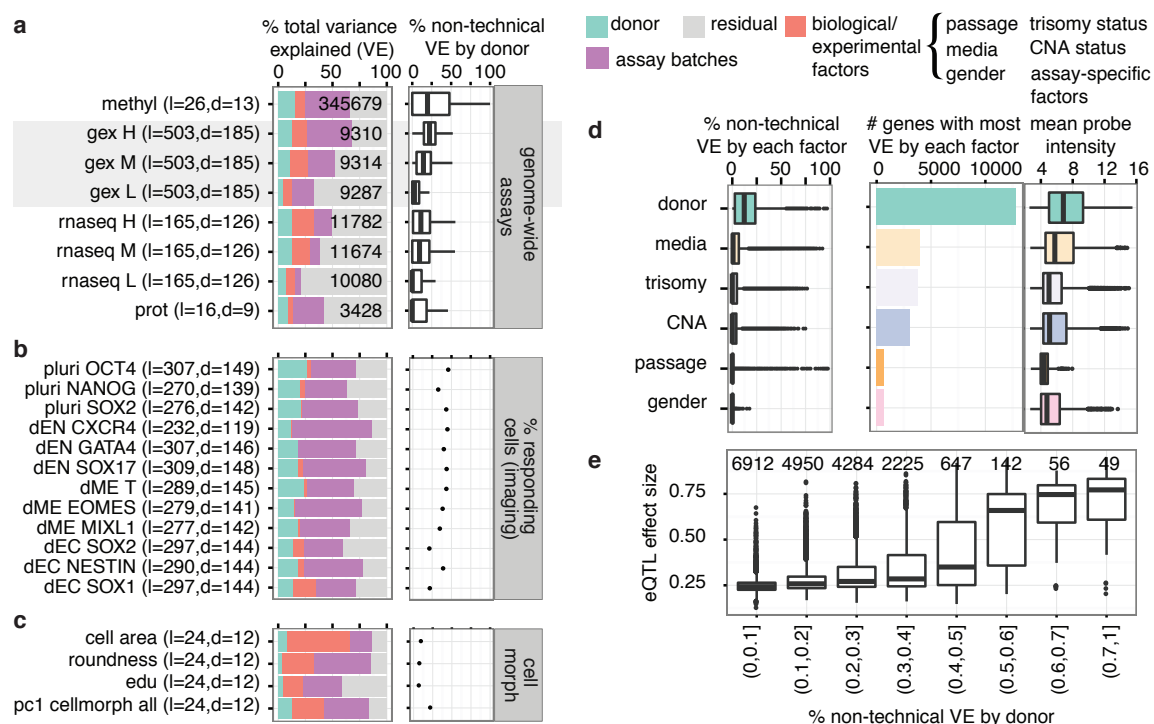 a
% total variance
explained (VE)
% non-technical
VE by donor
0 50 100
0 50 100
methyl (l=26,d=13) 345679
gex H (l=503,d=185) 9310
gex M (l=503,d=185) 9314
gex L (l=503,d=185) 9287
rnaseq H (l=165,d=126) 11782
rnaseq M (l=165,d=126) 11674
rnaseq L (l=165,d=126) 10080
prot (l=16,d=9) 3428
genome-wide
assays
b
pluri OCT4 (l=307,d=149)
pluri NANOG (l=270,d=139)
pluri SOX2 (l=276,d=142)
dEN CXCR4 (l=232,d=119)
dEN GATA4 (l=307,d=146)
dEN SOX17 (l=309,d=148)
dME T (l=289,d=145)
dME EOMES (l=279,d=141)
dME MIXL1 (l=277,d=142)
dEC SOX2 (l=297,d=144)
dEC NESTIN (l=290,d=144)
dEC SOX1 (l=297,d=144)
% responding
cells (imaging)
c
cell area (l=24,d=12)
roundness (l=24,d=12)
edu (l=24,d=12)
pc1 cellmorph all (l=24,d=12)
cell
morph
donor
residual
biological/
experimental
factors
assay batches
passage
media
gender
trisomy status
CNA status
assay-specific
factors
d
% non-technical
VE by each factor
# genes with most
VE by each factor
mean probe
intensity
0 50 100
0 5000 10000
4 8 12 16
donor
media
trisomy
CNA
passage
gender
e
6912 4950 4284 2225 647 142 56 49
eQTL effect size
0.75
0.50
0.25
(0,0.1]
(0.1,0.2]
(0.2,0.3]
(0.3,0.4]
(0.4,0.5]
(0.5,0.6]
(0.6,0.7]
(0.7,1]
% non-technical VE by donor